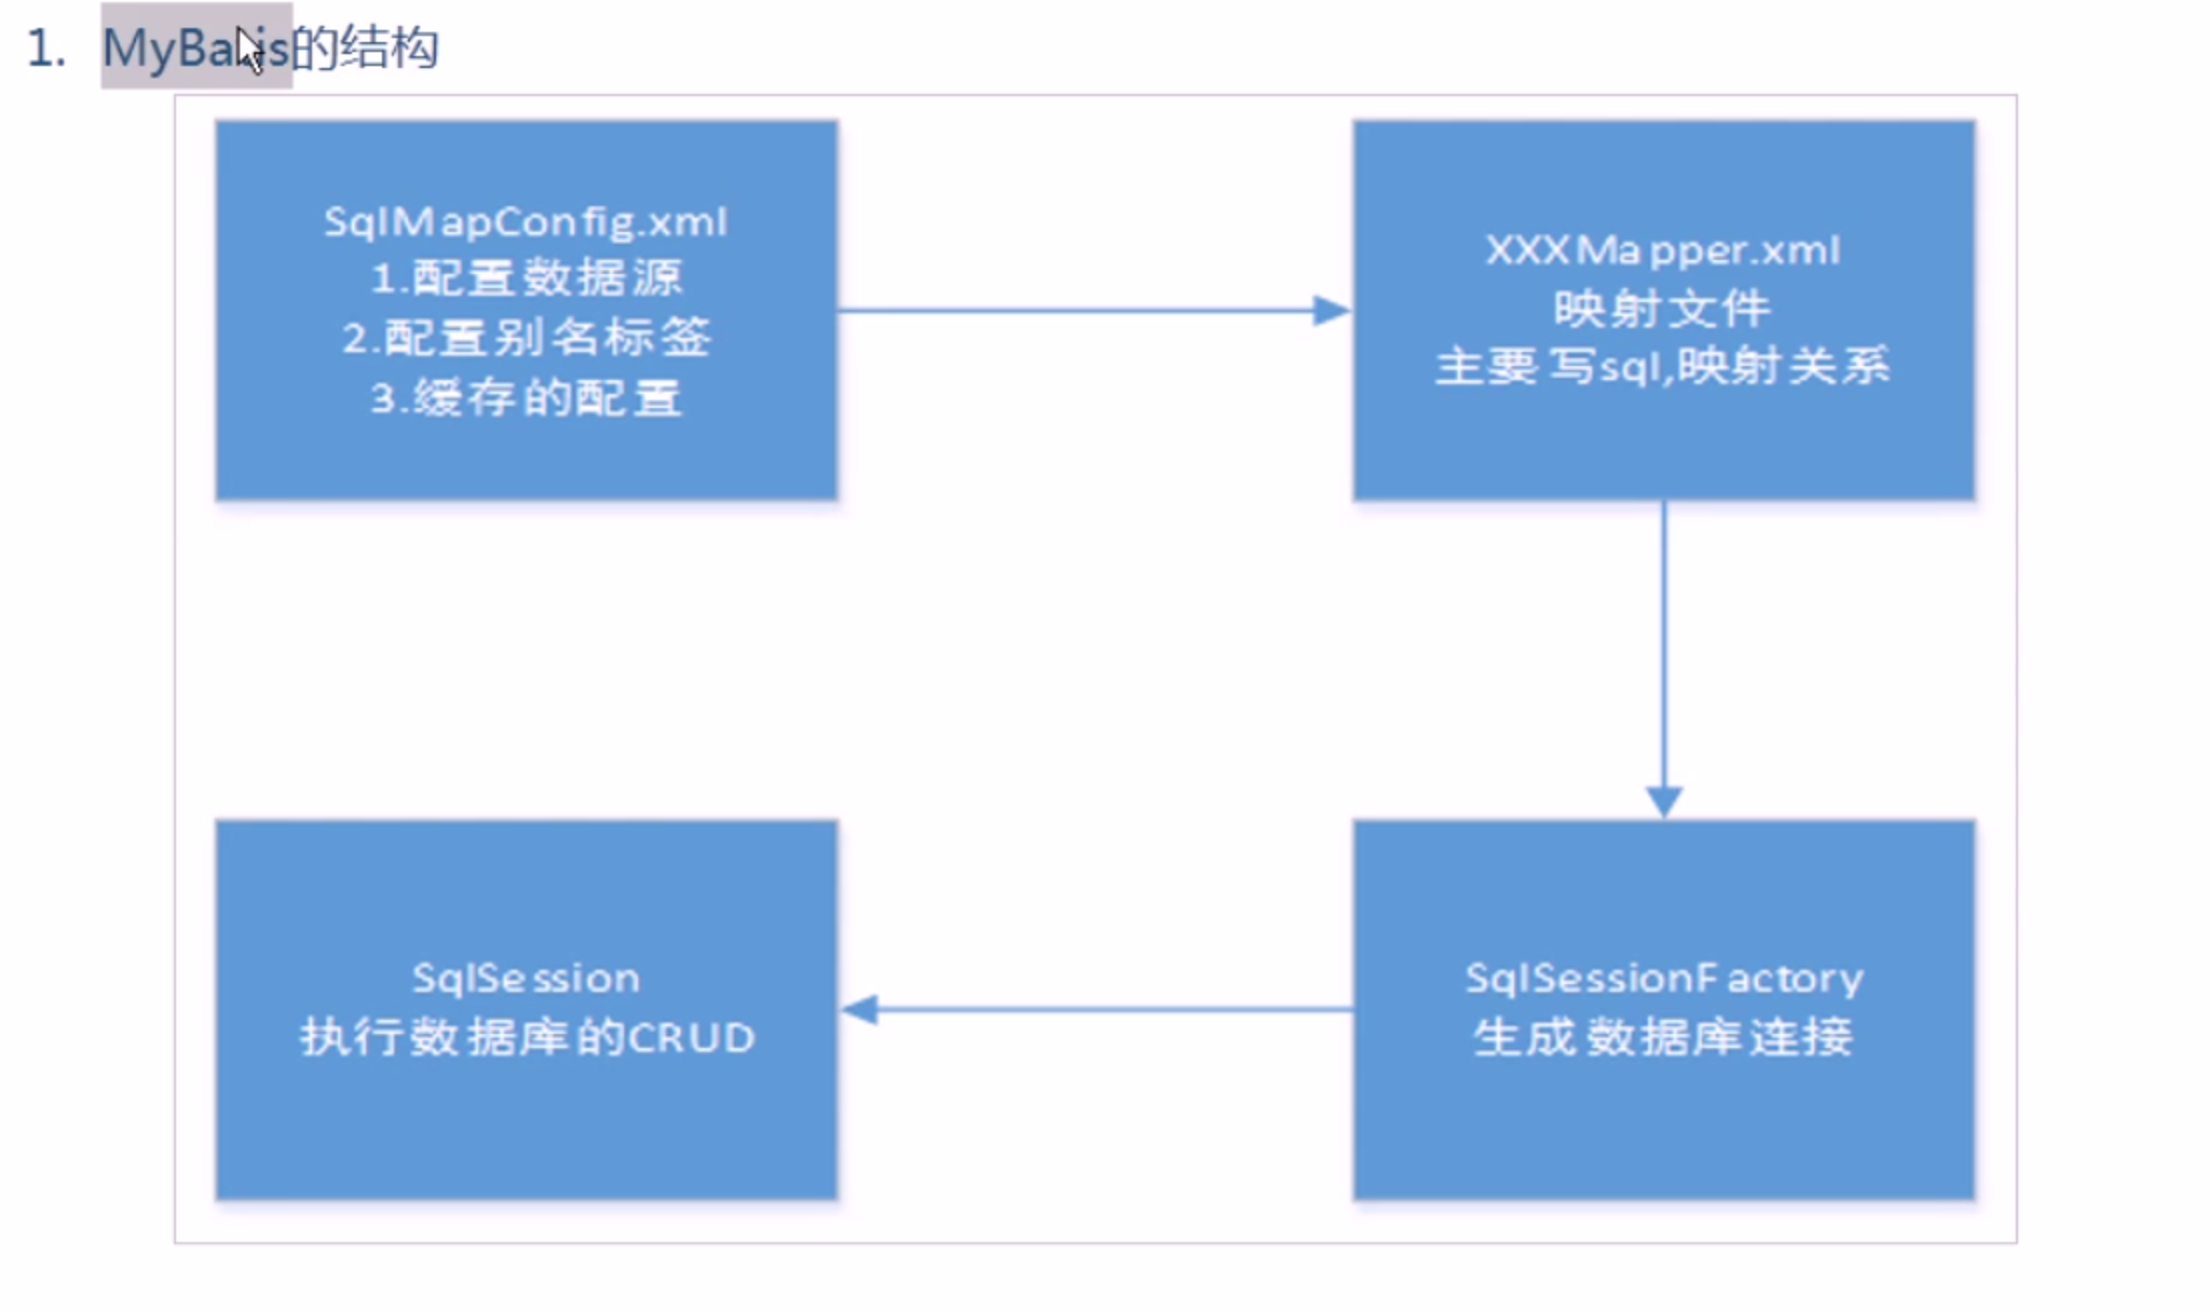 1. MyBatis的结构
SqlMapConfig.xml
1.配置数据源
2.配置别名标签
3.缓存的配置
XXXMapper.xml
映射文件
主要写sql,映射关系
SqlSessionFactory
生成数据库连接
SqlSession
执行数据库的CRUD